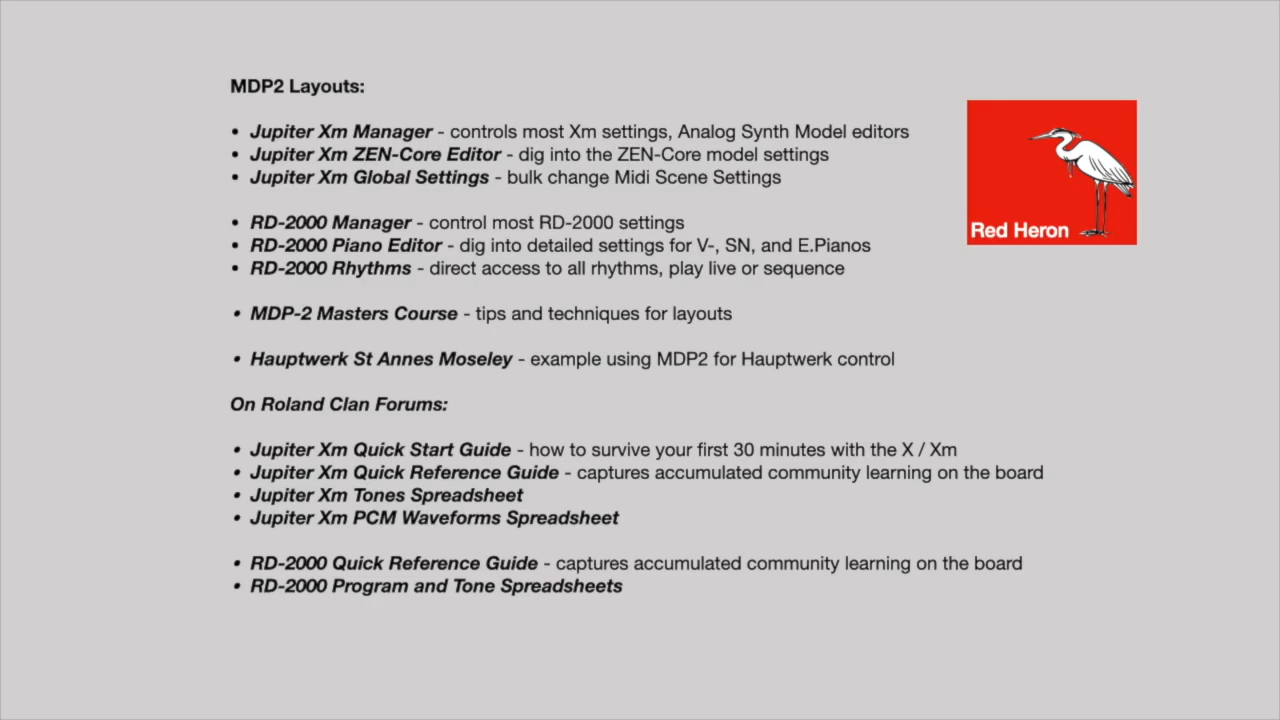 MDP2 Layouts:
• Jupiter Xm Manager - controls most Xm settings, Analog Synth Model editors
• Jupiter Xm ZEN-Core Editor - dig into the ZEN-Core model settings
• Jupiter Xm Global Settings - bulk change Midi Scene Settings
• RD-2000 Manager - control most RD-2000 settings
• RD-2000 Piano Editor - dig into detailed settings for V-, SN, and E.Pianos
• RD-2000 Rhythms - direct access to all rhythms, play live or sequence
• MDP-2 Masters Course - tips and techniques for layouts
• Hauptwerk St Annes Moseley - example using MDP2 for Hauptwerk control
On Roland Clan Forums:
• Jupiter Xm Quick Start Guide - how to survive your first 30 minutes with the X / Xm
• Jupiter Xm Quick Reference Guide - captures accumulated community learning on the board
• Jupiter Xm Tones Spreadsheet
• Jupiter Xm PCM Waveforms Spreadsheet
• RD-2000 Quick Reference Guide - captures accumulated community learning on the board
• RD-2000 Program and Tone Spreadsheets
Red Heron